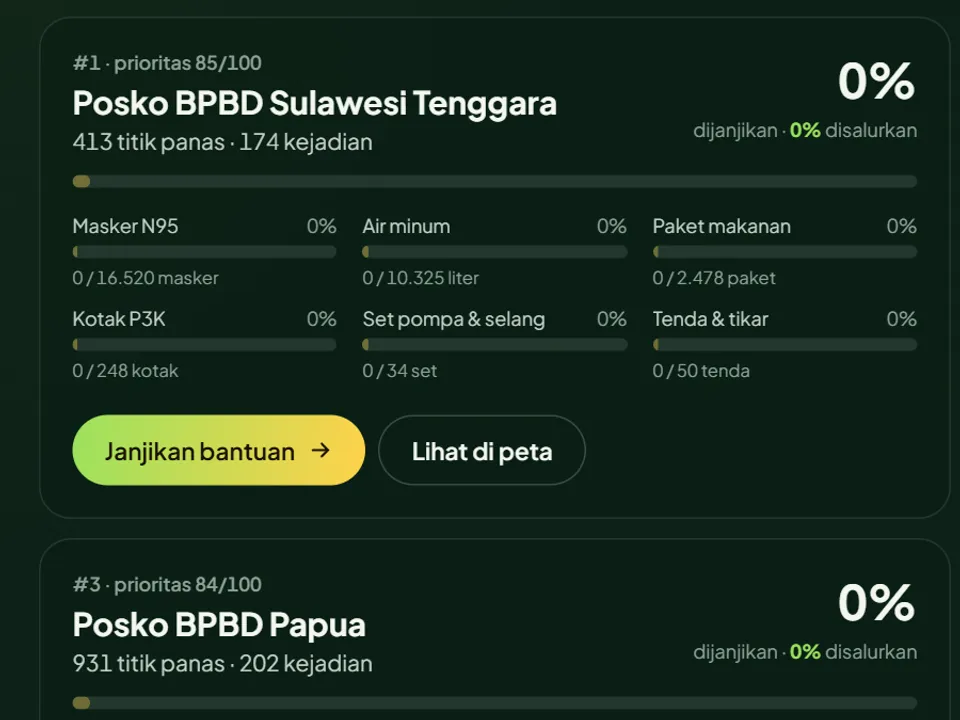 #1 · prioritas 85/100
Posko BPBD Sulawesi Tenggara
413 titik panas · 174 kejadian
0%
dijanjikan · 0% disalurkan
Masker N95 0%
0 / 16.520 masker
Air minum 0%
0 / 10.325 liter
Paket makanan 0%
0 / 2.478 paket
Kotak P3K 0%
0 / 248 kotak
Set pompa & selang 0%
0 / 34 set
Tenda & tikar 0%
0 / 50 tenda
Janjikan bantuan →
Lihat di peta
#3 · prioritas 84/100
Posko BPBD Papua
931 titik panas · 202 kejadian
0%
dijanjikan · 0% disalurkan